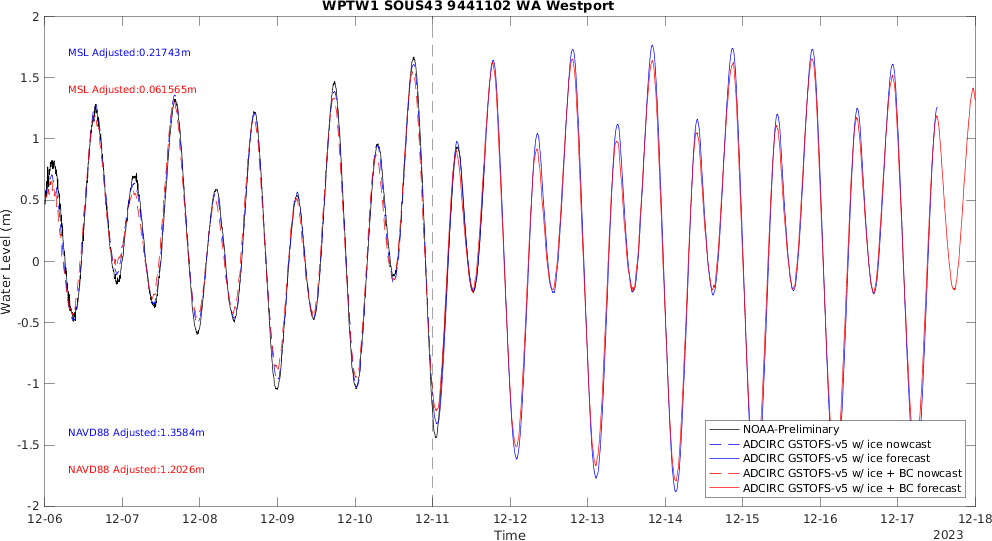 WPTW1 SOUS43 9441102 WA Westport
2
1.5
1
0.5
0
-0.5
-1
-1.5
-2
Water Level (m)
MSL Adjusted:0.21743m
MSL Adjusted:0.061565m
NAVD88 Adjusted:1.3584m
NAVD88 Adjusted:1.2026m
NOAA-Preliminary
ADCIRC GSTOFS-v5 w/ ice nowcast
ADCIRC GSTOFS-v5 w/ ice forecast
ADCIRC GSTOFS-v5 w/ ice + BC nowcast
ADCIRC GSTOFS-v5 w/ ice + BC forecast
12-06 12-07 12-08 12-09 12-10 12-11 12-12 12-13 12-14 12-15 12-16 12-17 12-18
Time
2023